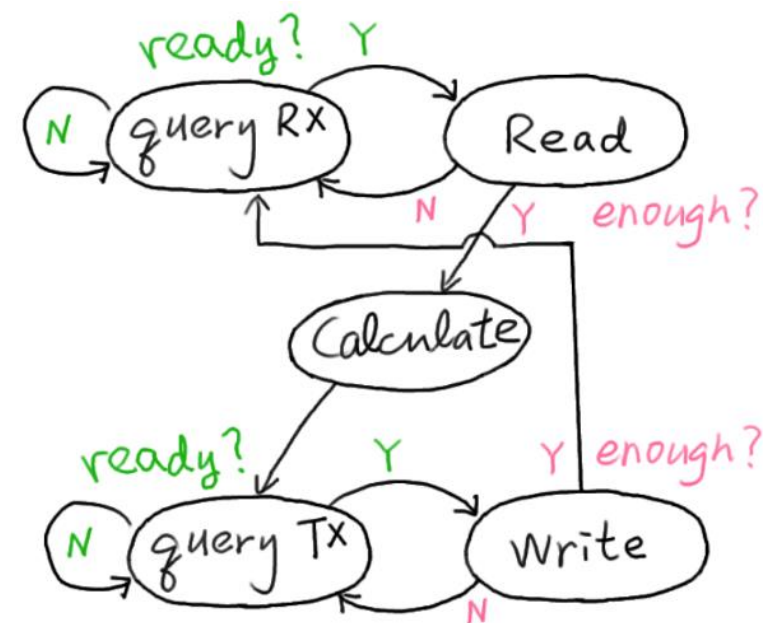 ready? Y
N query Rx Read
N Y enough?
Calculate
ready? Y Y enough?
N query Tx Write
N